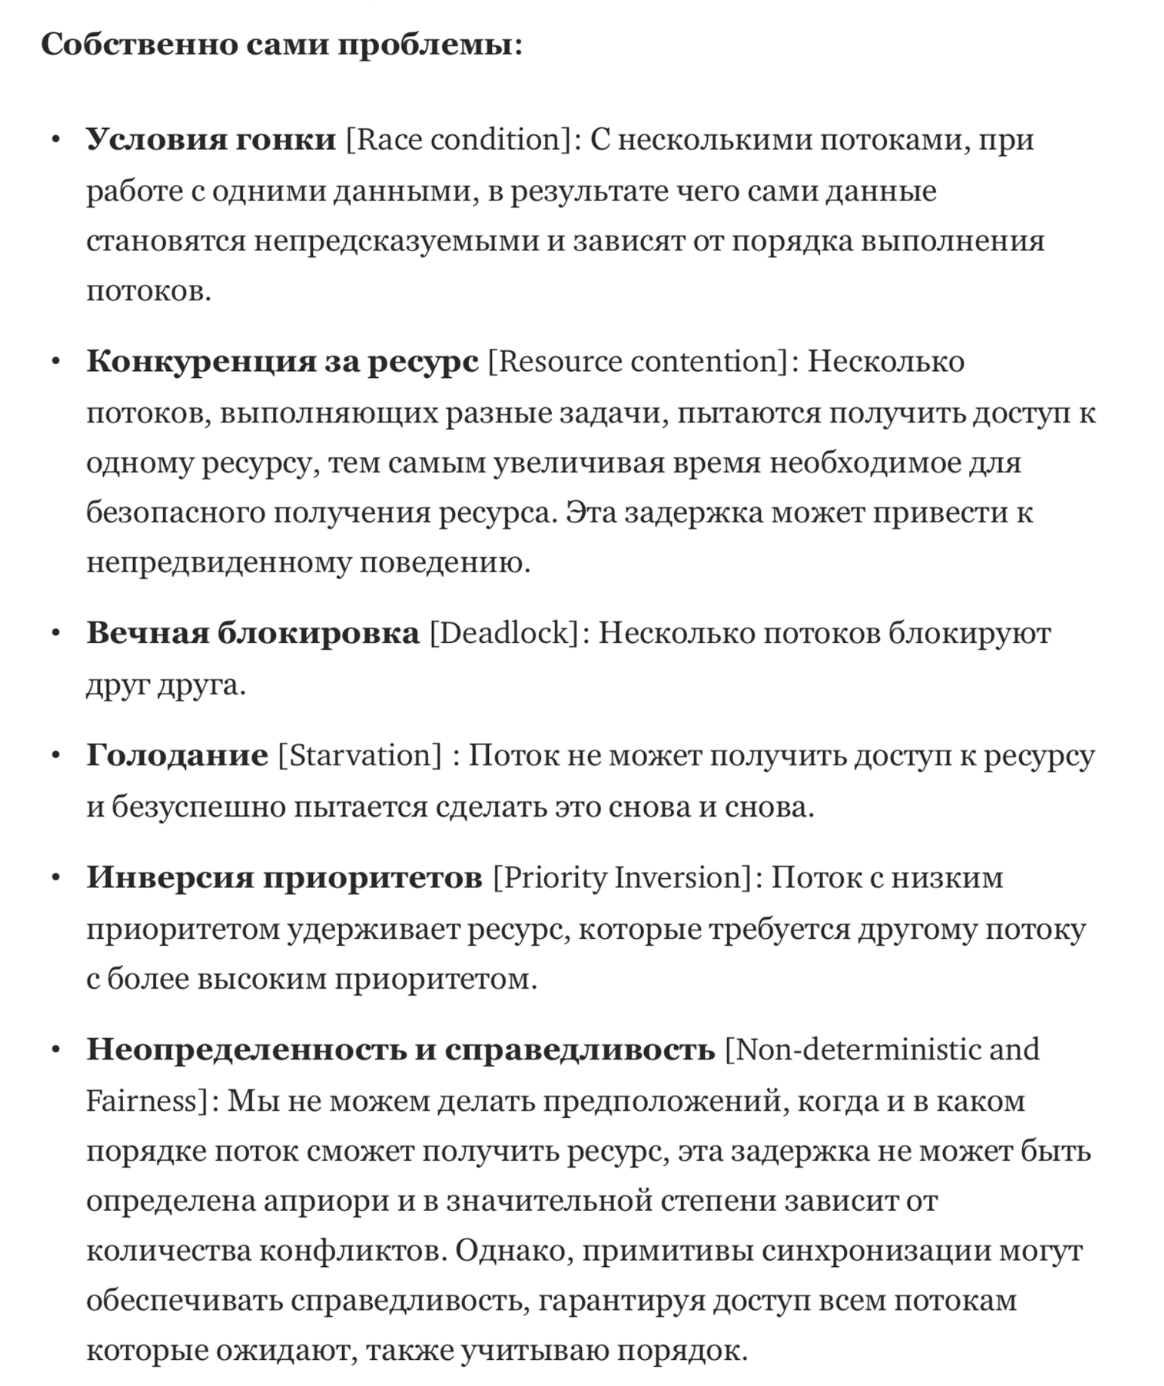 Собственно сами проблемы:
• Условия гонки [Race condition]: С несколькими потоками, при
работе с одними данными, в результате чего сами данные
становятся непредсказуемыми и зависят от порядка выполнения
потоков.
• Конкуренция за ресурс [Resource contention]: Несколько
потоков, выполняющих разные задачи, пытаются получить доступ к
одному ресурсу, тем самым увеличивая время необходимое для
безопасного получения ресурса. Эта задержка может привести к
непредвиденному поведению.
• Вечная блокировка [Deadlock]: Несколько потоков блокируют
друг друга.
• Голодание [Starvation] : Поток не может получить доступ к ресурсу
и безуспешно пытается сделать это снова и снова.
• Инверсия приоритетов [Priority Inversion]: Поток с низким
приоритетом удерживает ресурс, которые требуется другому потоку
с более высоким приоритетом.
• Неопределенность и справедливость [Non-deterministic and
Fairness]: Мы не можем делать предположений, когда и в каком
порядке поток сможет получить ресурс, эта задержка не может быть
определена априори и в значительной степени зависит от
количества конфликтов. Однако, примитивы синхронизации могут
обеспечивать справедливость, гарантируя доступ всем потокам
которые ожидают, также учитываю порядок.